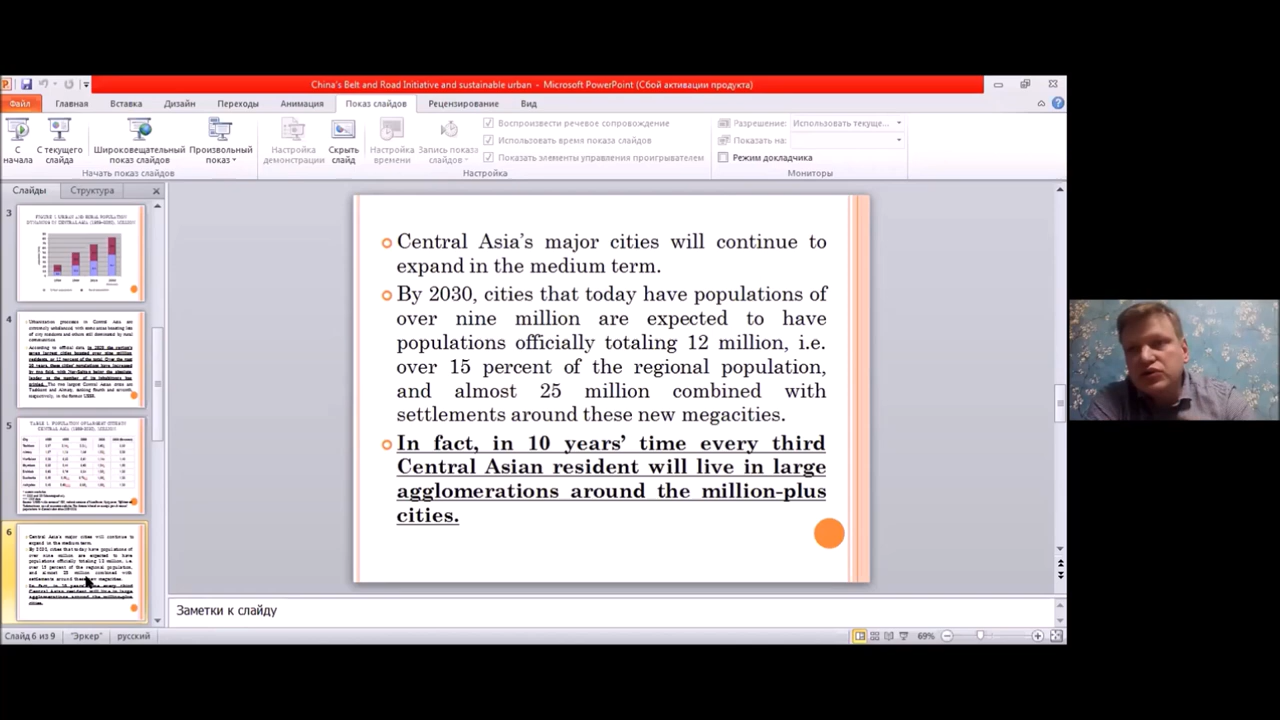 China's Belt and Road Initiative and sustainable urban - Microsoft PowerPoint (Сбой активации продукта)
Файл Главная Вставка Дизайн Переходы Анимация Показ слайдов Рецензирование Вид
С начала
С текущего слайда
Широковещательный показ слайдов
Произвольный показ
Начать показ слайдов
Настройка демонстрации
Скрыть слайд
Настройка времени
Запись показа слайдов
Воспроизвести речевое сопровождение
Использовать время показа слайдов
Показать элементы управления проигрывателем
Настройка
Разрешение: Использовать текуще...
Показать на:
Режим докладчика
Мониторы
Слайды Структура
3
4
5
6
Central Asia's major cities will continue to
expand in the medium term.
By 2030, cities that today have populations of
over nine million are expected to have
populations officially totaling 12 million, i.e.
over 15 percent of the regional population,
and almost 25 million combined with
settlements around these new megacities.
In fact, in 10 years' time every third
Central Asian resident will live in large
agglomerations around the million-plus
cities.
Заметки к слайду
Слайд 6 из 9 "Эркер" русский 69%